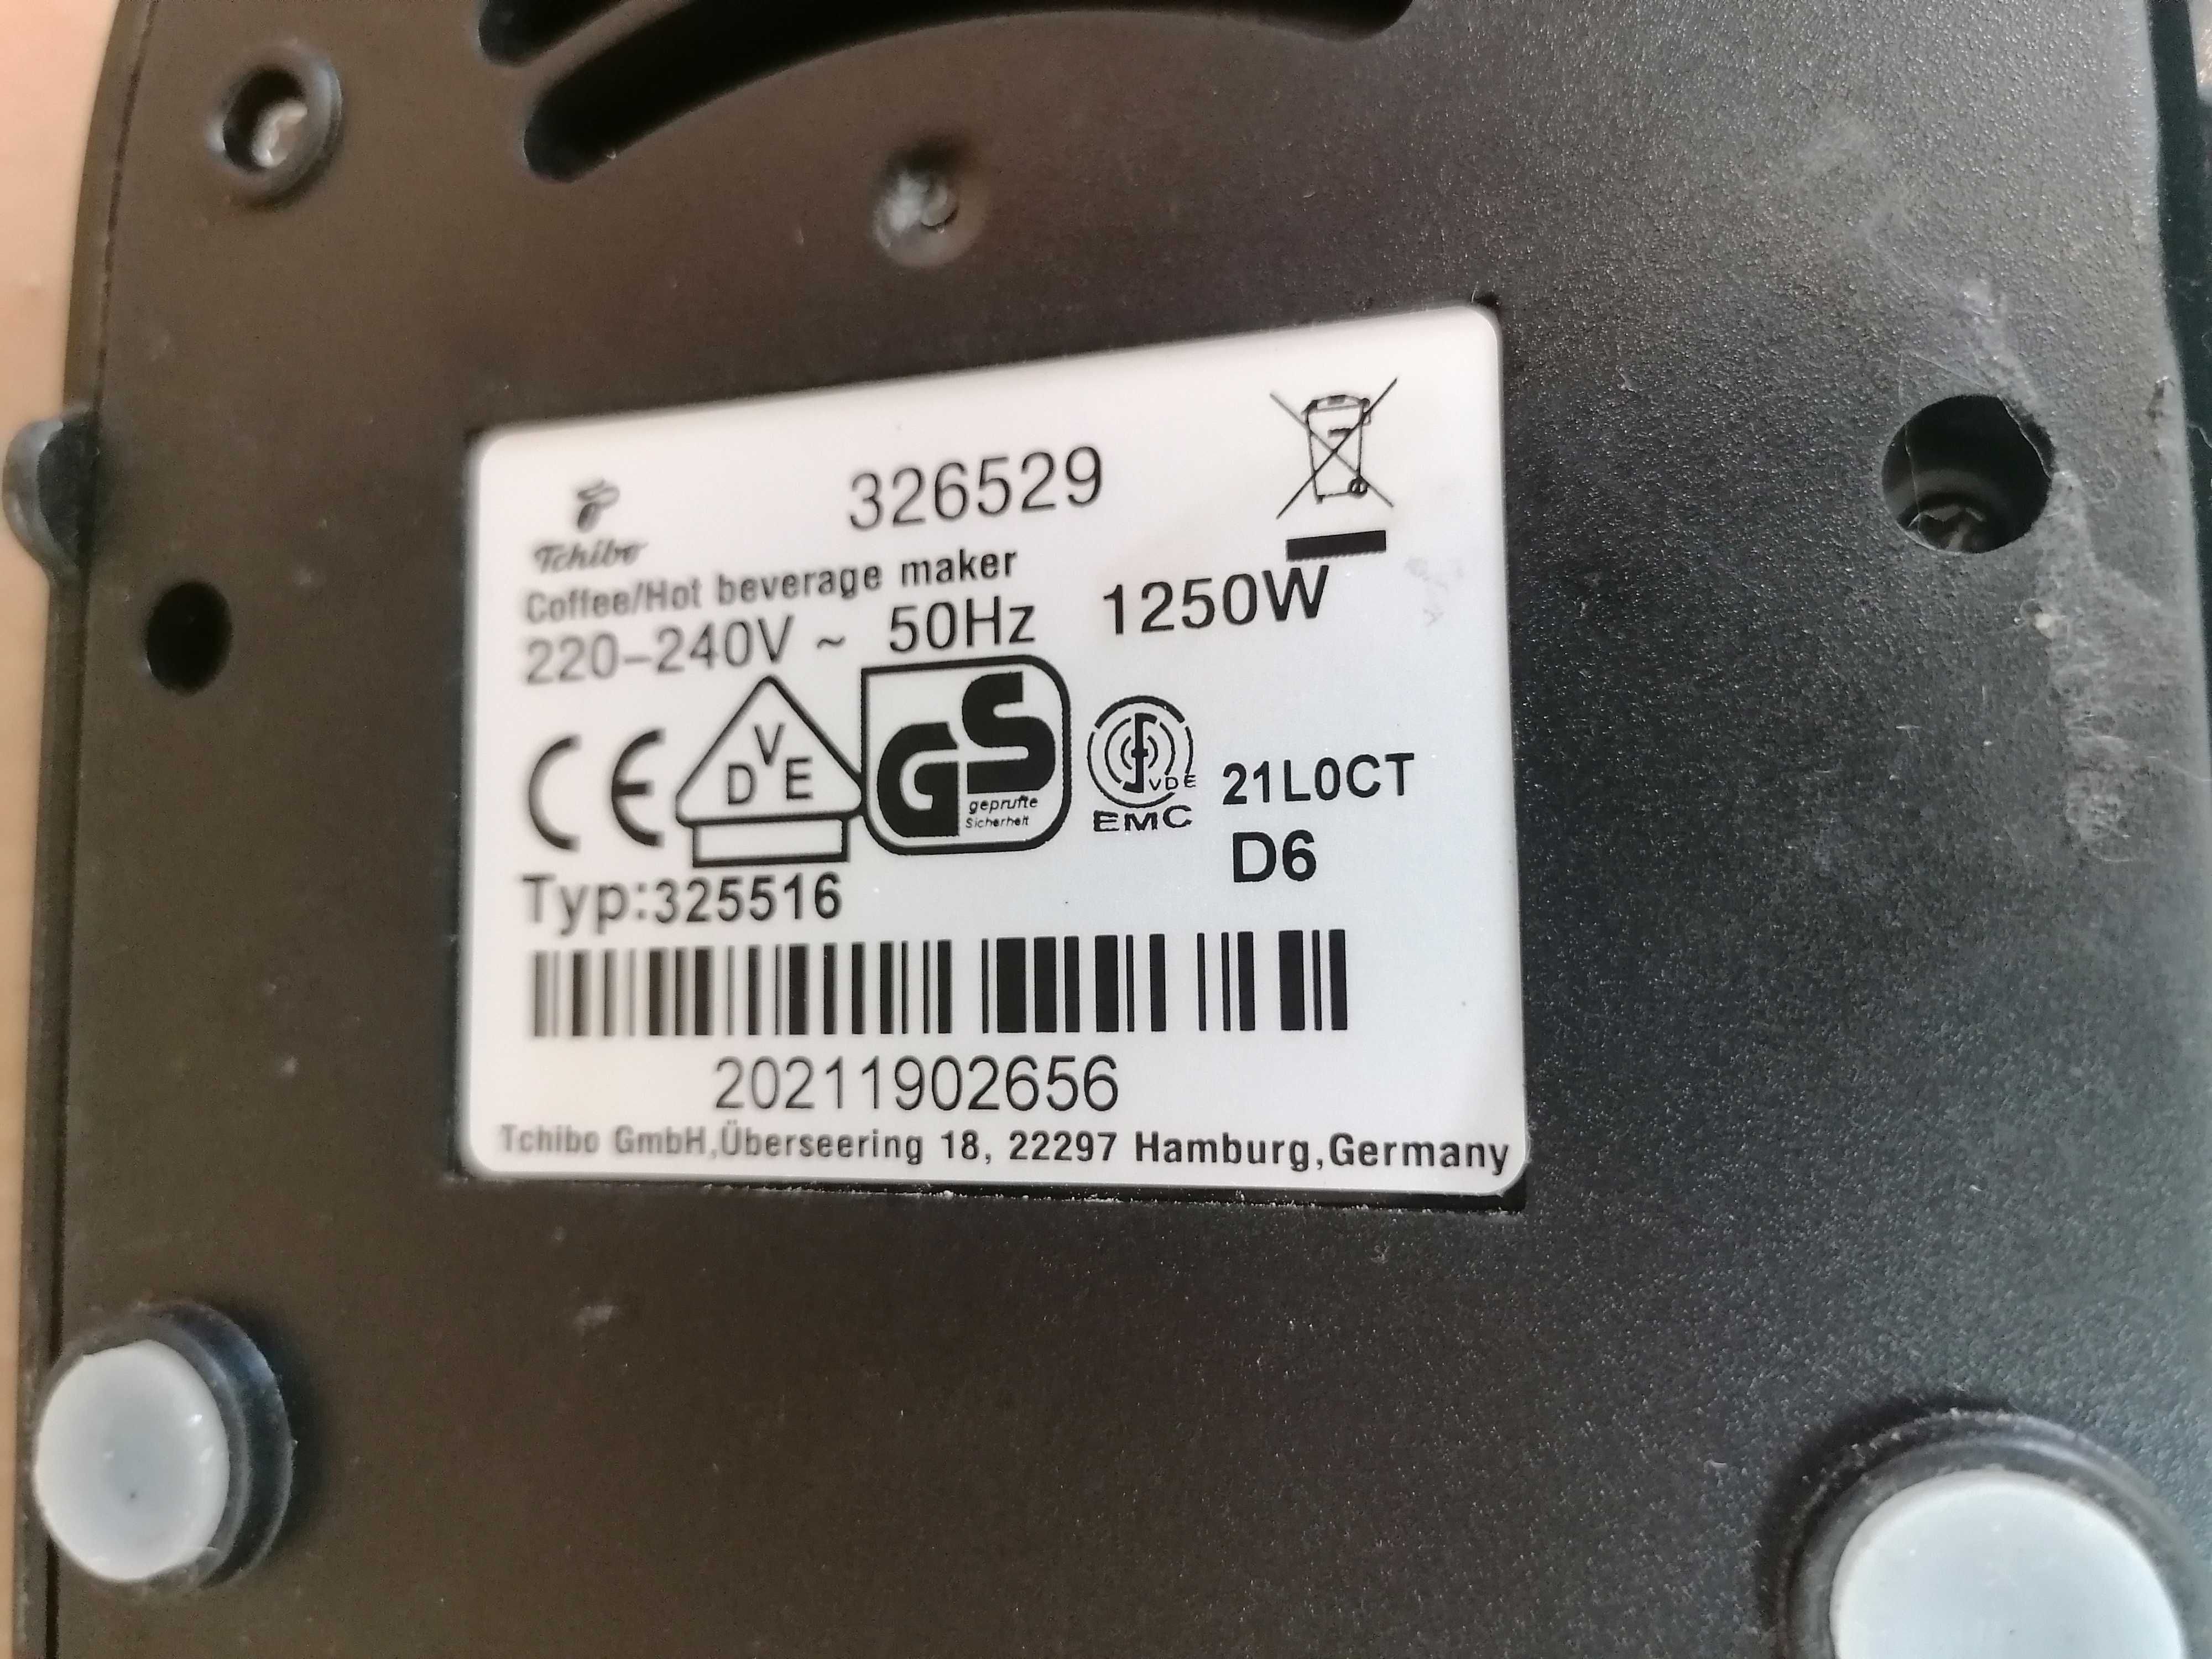 326529
Tchibo
Coffee/Hot beverage maker
220–240V ~ 50Hz 1250W
CE
DVE
GS
geprüfte
Sicherheit
VDE
EMC
21L0CT
D6
Typ:325516
20211902656
Tchibo GmbH,Überseering 18, 22297 Hamburg,Germany